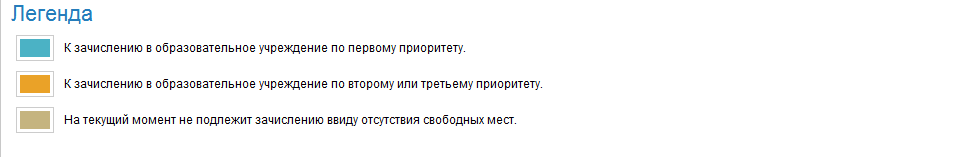 Легенда
К зачислению в образовательное учреждение по первому приоритету.
К зачислению в образовательное учреждение по второму или третьему приоритету.
На текущий момент не подлежит зачислению ввиду отсутствия свободных мест.